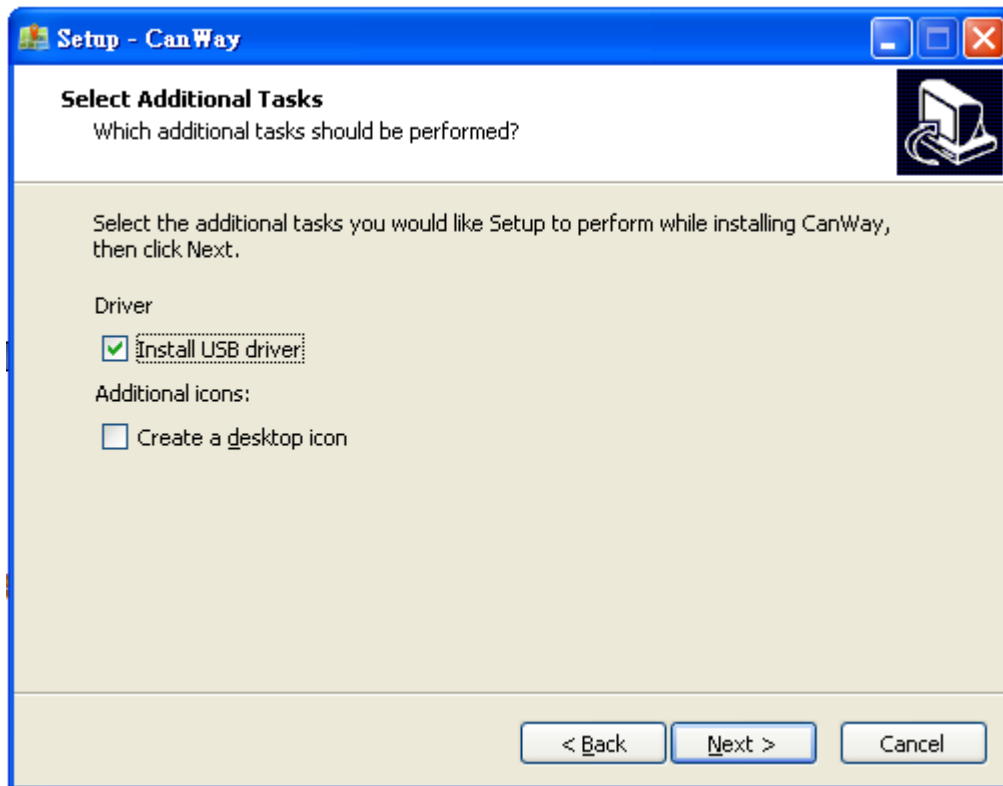 Setup - CanWay
Select Additional Tasks
Which additional tasks should be performed?
Select the additional tasks you would like Setup to perform while installing CanWay,
then click Next.
Driver
Install USB driver
Additional icons:
Create a desktop icon
< Back
Next >
Cancel